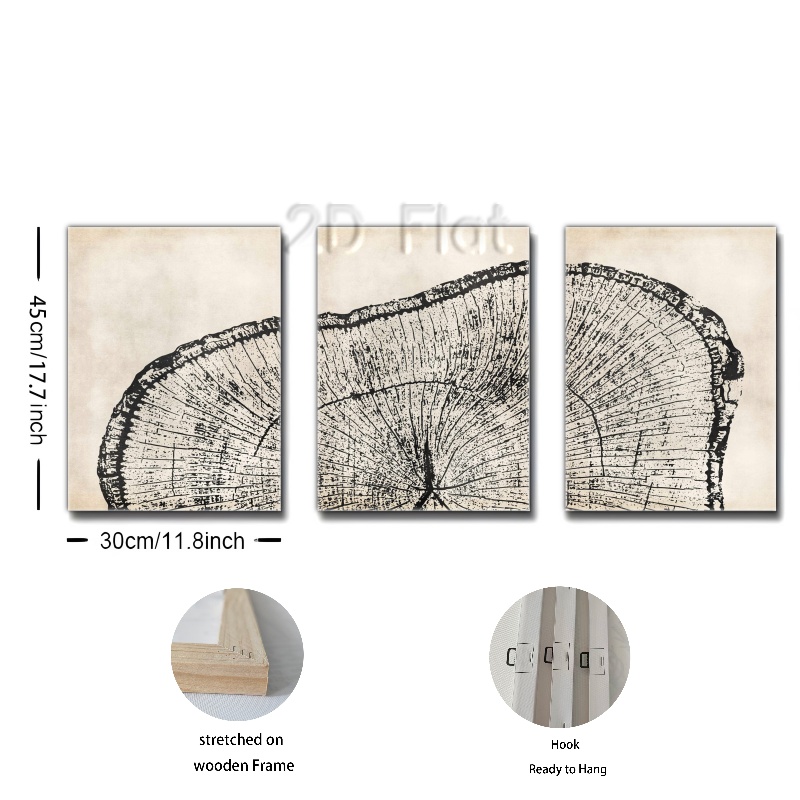 2D Flat
45cm/17.7inch
30cm/11.8inch
stretched on
wooden Frame
Hook
Ready to Hang